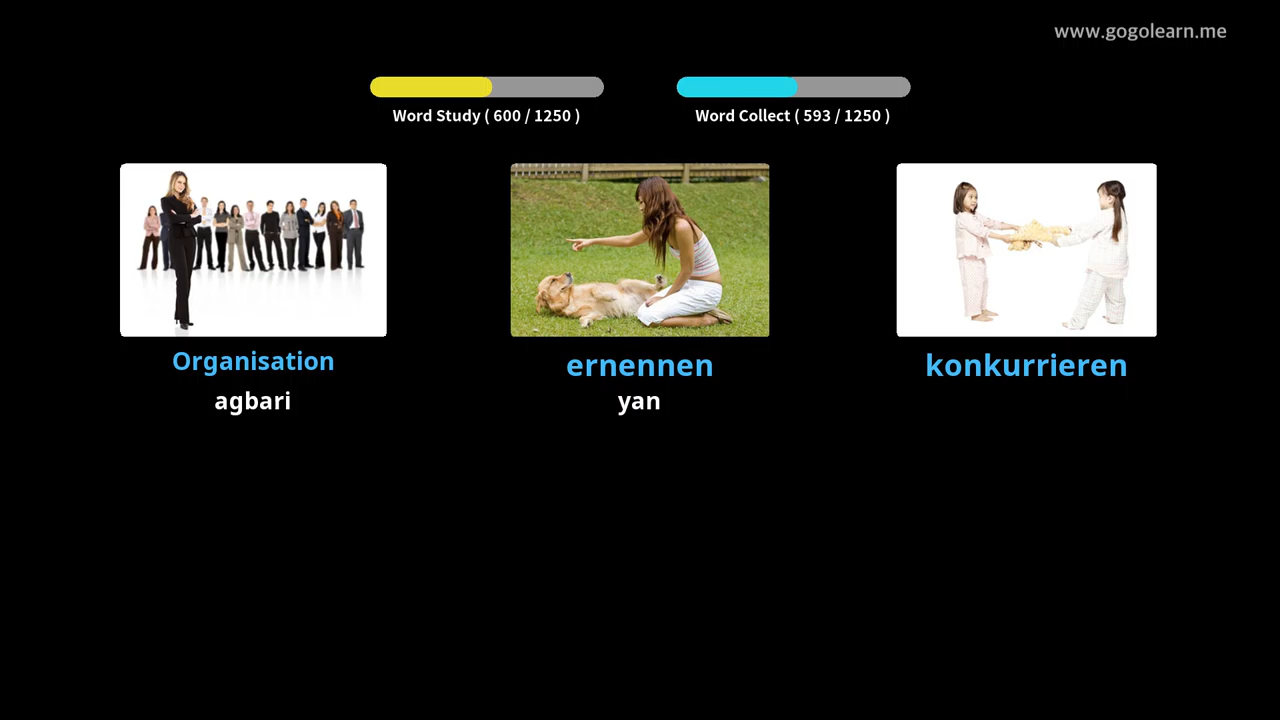 www.gogolearn.me
Word Study ( 600 / 1250 )
Word Collect ( 593 / 1250 )
Organisation
agbari
ernennen
yan
konkurrieren